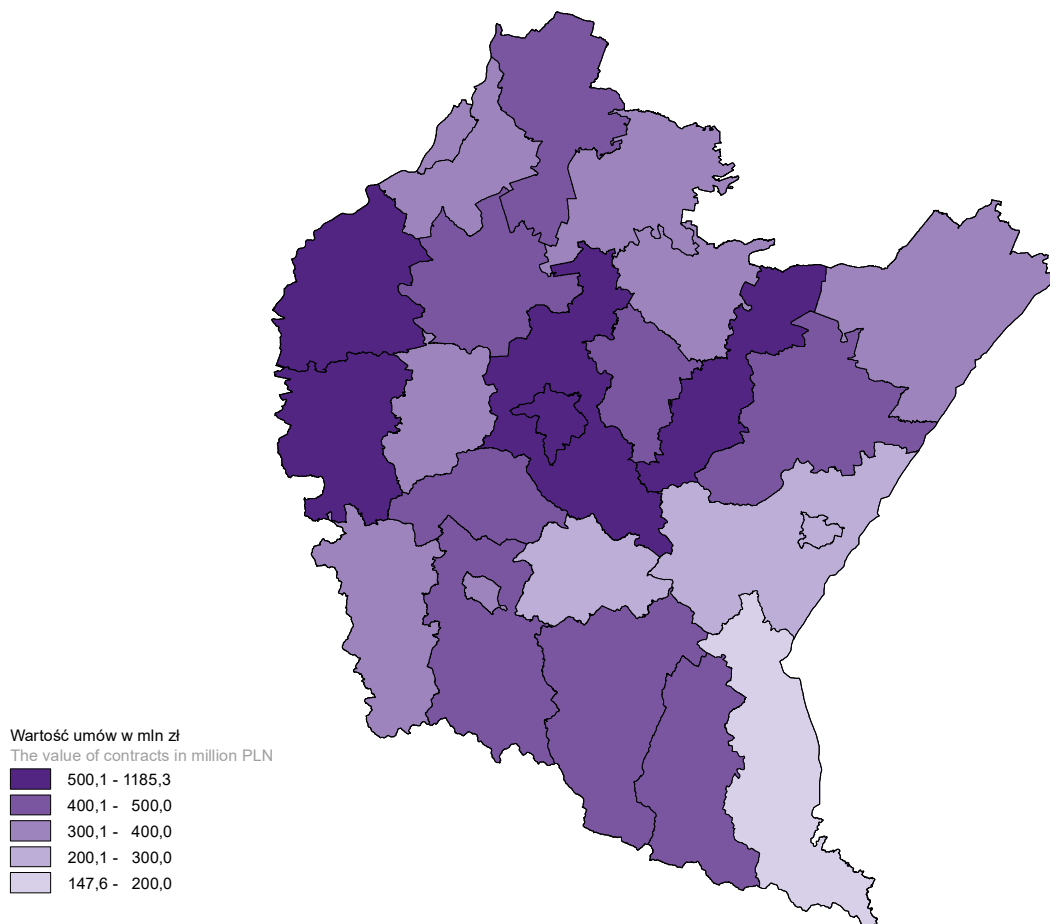 Wartość umów w mln zł
The value of contracts in million PLN
500,1 - 1185,3
400,1 - 500,0
300,1 - 400,0
200,1 - 300,0
147,6 - 200,0